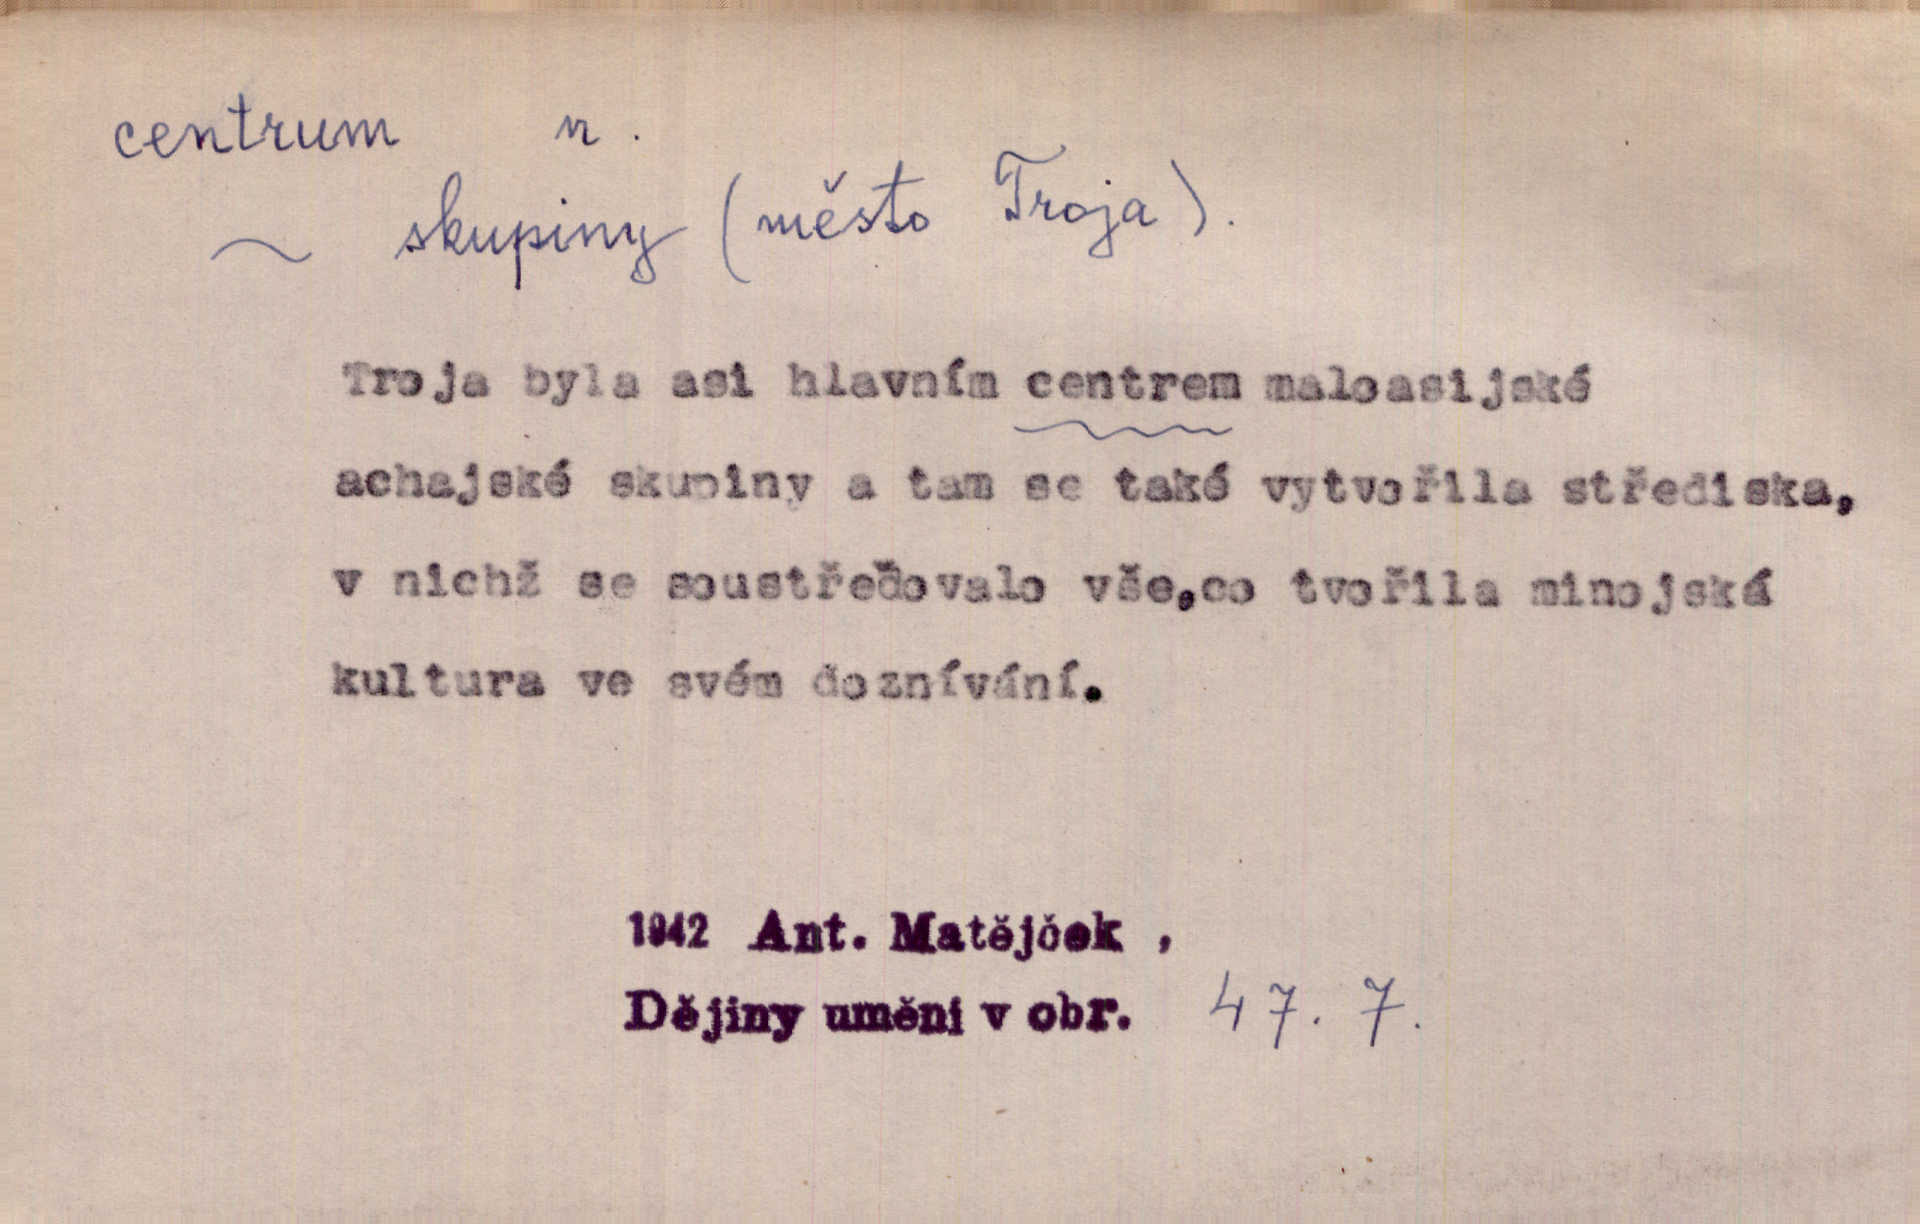 centrum n.
~ skupiny (město Troja).
Troja byla asi hlavním centrem maloasijské
achajské skupiny a tam se také vytvořila střediska,
v nichž se soustřeďovalo vše,co tvořila minojská
kultura ve svém doznívání.
1942 Ant. Matějček ,
Dějiny umění v obr. 47. 7.